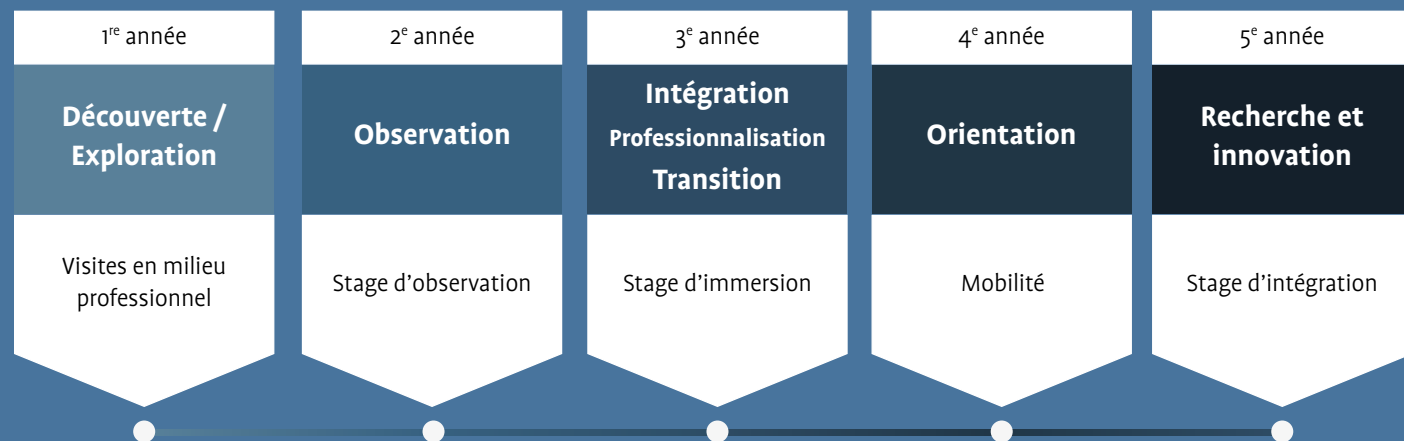 1re année
Découverte /
Exploration
Visites en milieu
professionnel
2e année
Observation
Stage d’observation
3e année
Intégration
Professionnalisation
Transition
Stage d’immersion
4e année
Orientation
Mobilité
5e année
Recherche et
innovation
Stage d’intégration